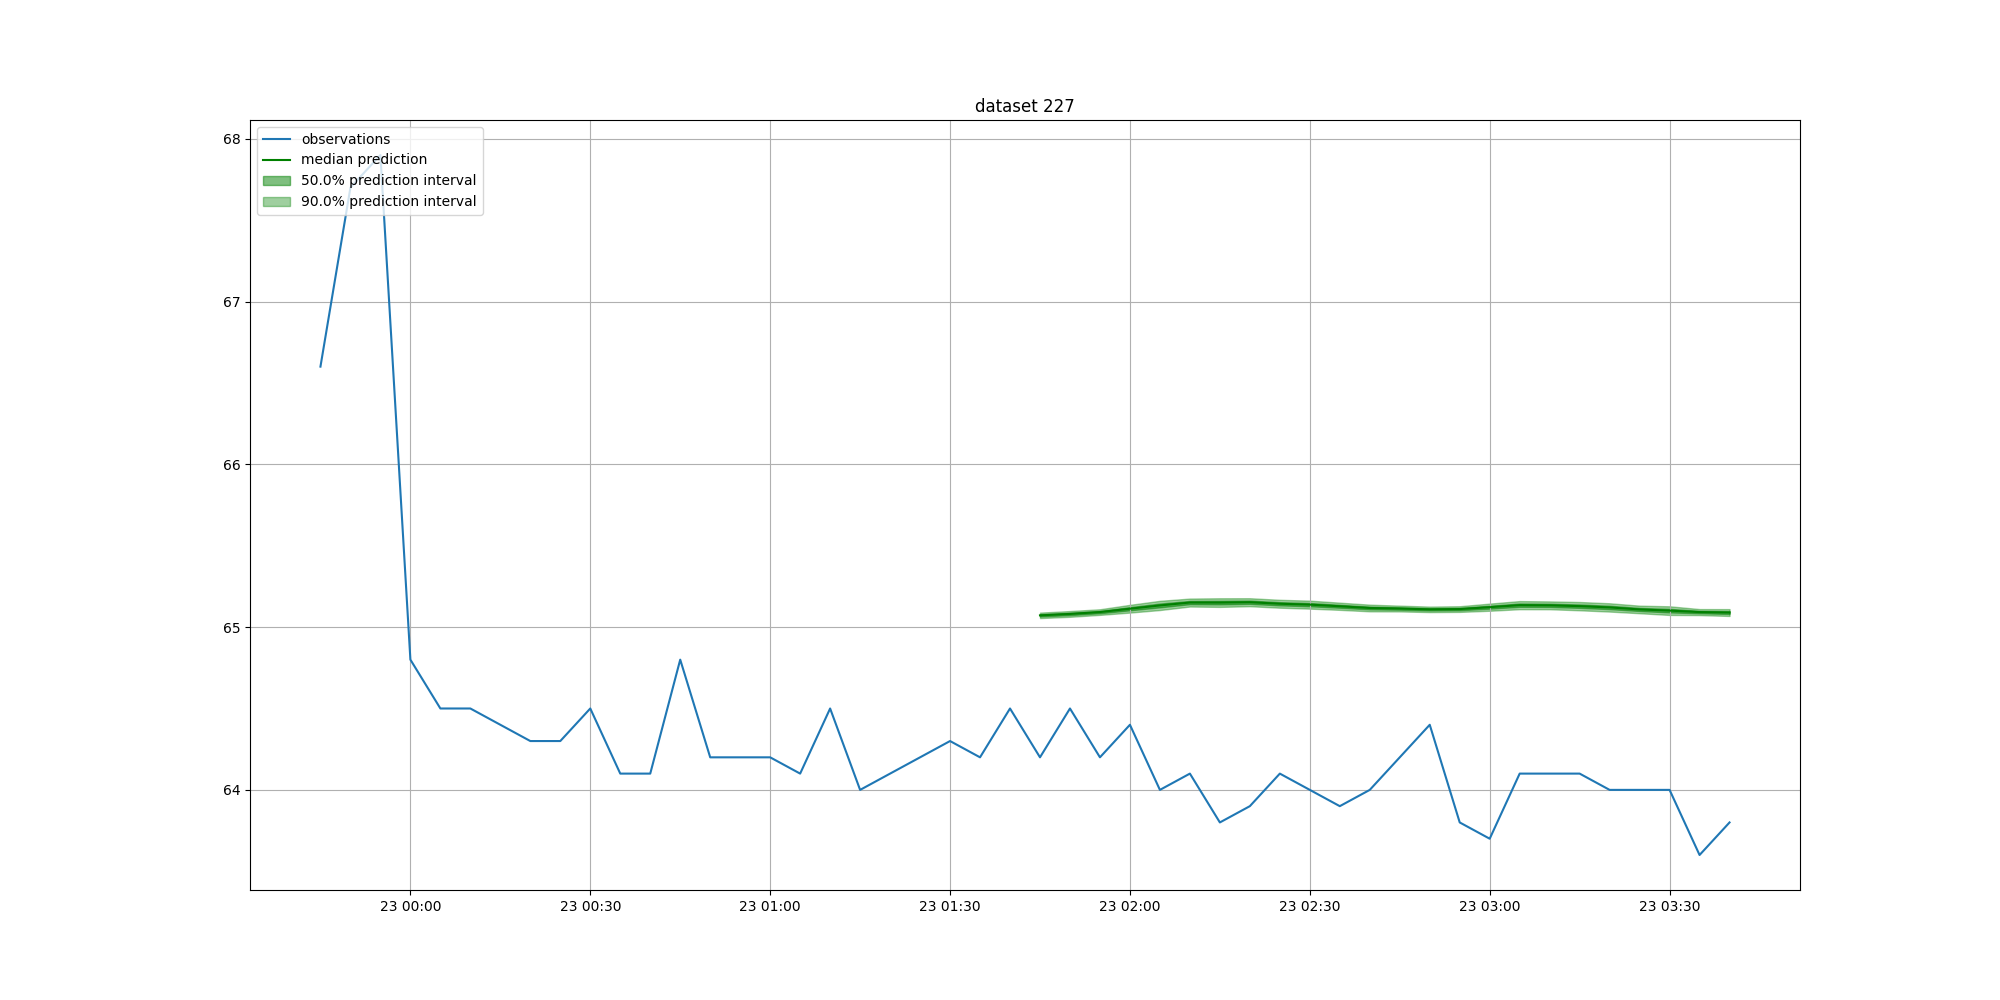 dataset 227
observations
median prediction
50.0% prediction interval
90.0% prediction interval
68
67
66
65
64
23 00:00
23 00:30
23 01:00
23 01:30
23 02:00
23 02:30
23 03:00
23 03:30